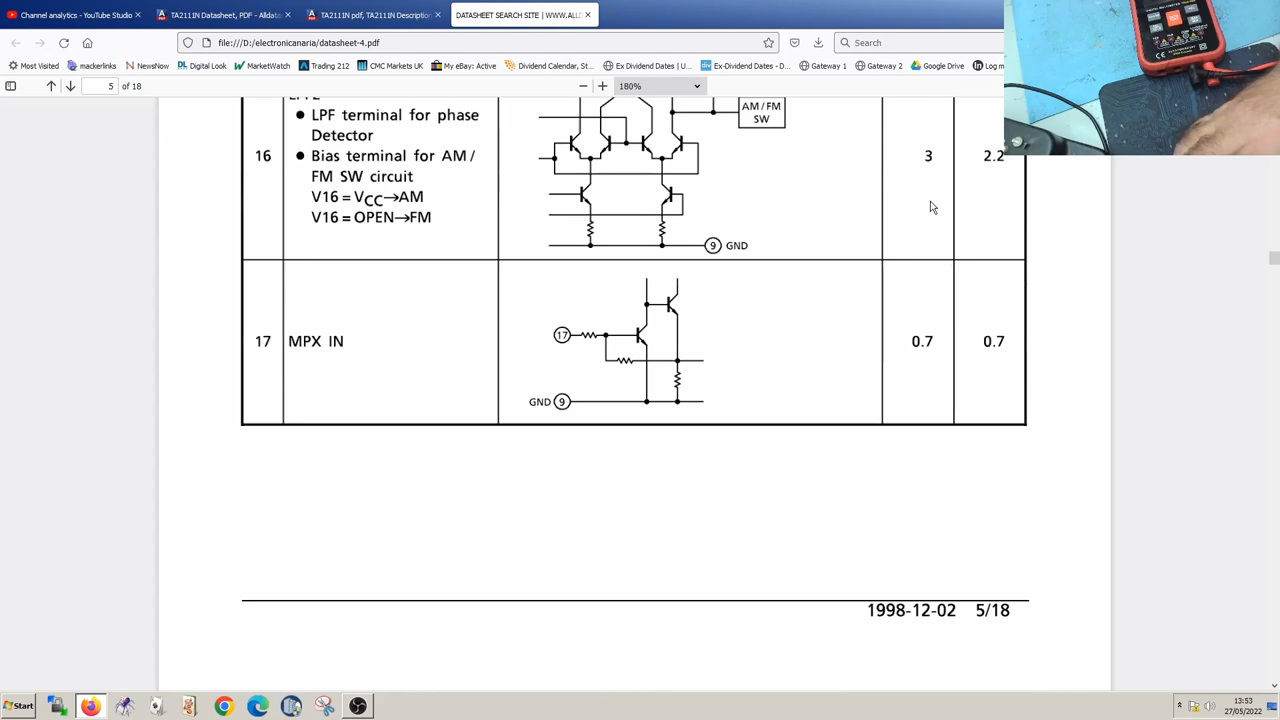 Channel analytics - YouTube Studio
TA2111N Datasheet, PDF - Alldata
TA2111N pdf, TA2111N Description
DATASHEET SEARCH SITE | WWW.ALL
file:///D:/electronicanaria/datasheet-4.pdf
Search
Most Visited
makerlinks
NewsNow
Digital Look
MarketWatch
Trading 212
CMC Markets UK
My eBay: Active
Dividend Calendar, St...
Ex Dividend Dates | U...
Ex-Dividend Dates - ...
Gateway 1
Gateway 2
Google Drive
Log m
5 of 18
180%
AM / FM
SW
LPF terminal for phase
Detector
16
Bias terminal for AM /
FM SW circuit
V16 = VCC→AM
V16 = OPEN→FM
3
2.2
9 GND
17
MPX IN
17
GND 9
0.7
0.7
1998-12-02 5/18
Start
13:53
27/05/2022